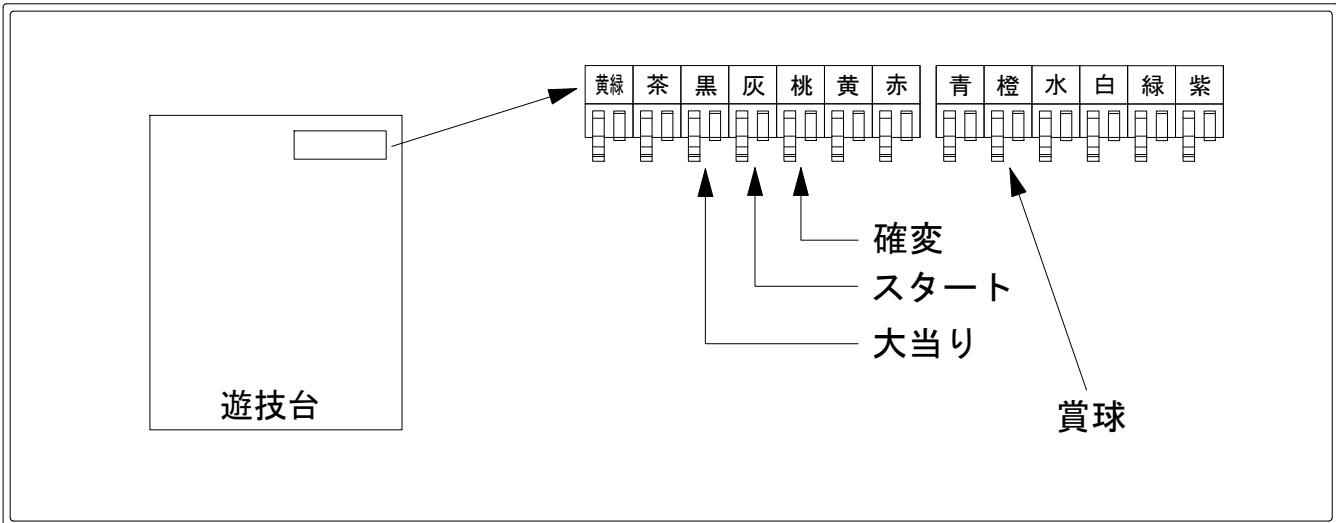 黄緑 茶 黒 灰 桃 黄 赤 青 橙 水 白 緑 紫
確変
スタート
大当り
遊技台
賞球